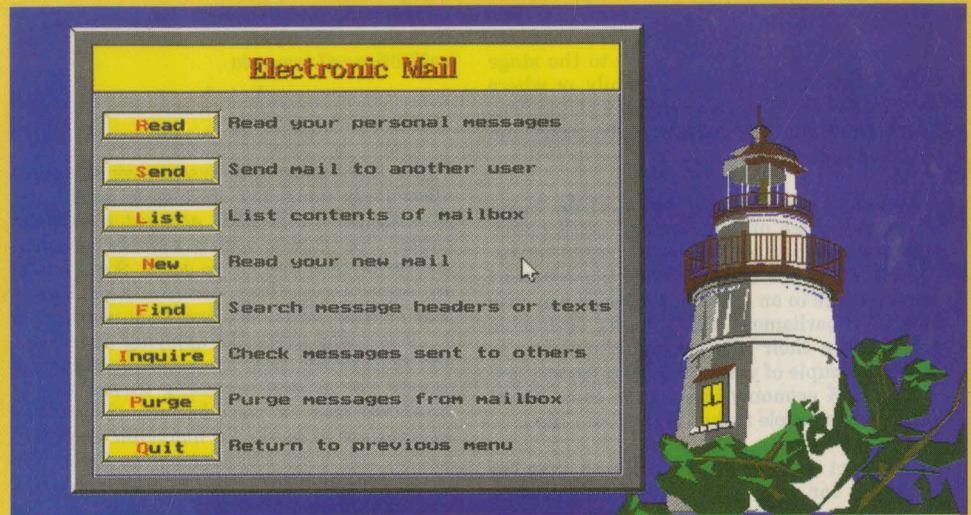 Electronic Mail
Read Read your personal messages
Send Send mail to another user
List List contents of mailbox
New Read your new mail
Find Search message headers or texts
Inquire Check messages sent to others
Purge Purge messages from mailbox
Quit Return to previous menu